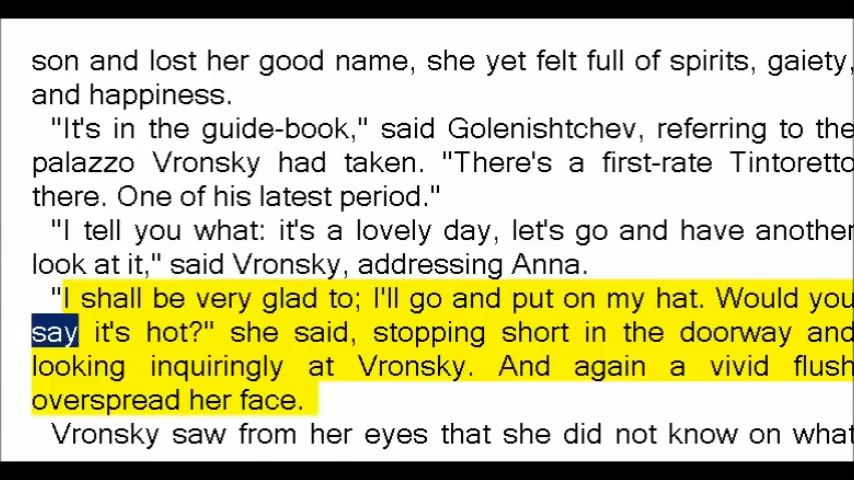 son and lost her good name, she yet felt full of spirits, gaiety,
and happiness.
"It's in the guide-book," said Golenishtchev, referring to the
palazzo Vronsky had taken. "There's a first-rate Tintoretto
there. One of his latest period."
"I tell you what: it's a lovely day, let's go and have another
look at it," said Vronsky, addressing Anna.
"I shall be very glad to; I'll go and put on my hat. Would you
say it's hot?" she said, stopping short in the doorway and
looking inquiringly at Vronsky. And again a vivid flush
overspread her face.
Vronsky saw from her eyes that she did not know on what